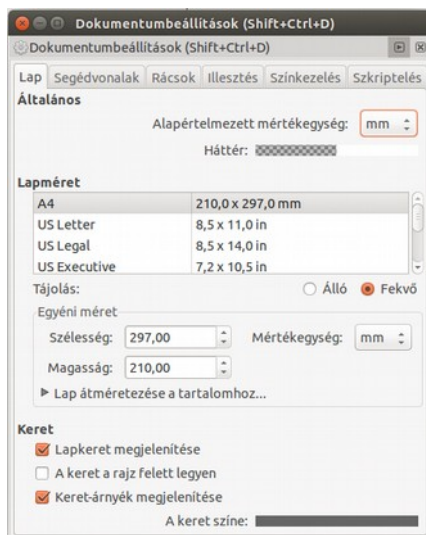 Dokumentumbeállítások (Shift+Ctrl+D)
Dokumentumbeállítások (Shift+Ctrl+D)
Lap Segédvonalak Rácsok Illesztés Színkezelés Szkriptelés
Általános
Alapértelmezett mértékegység: mm
Háttér:
Lapméret
A4 210,0 x 297,0 mm
US Letter 8,5 x 11,0 in
US Legal 8,5 x 14,0 in
US Executive 7,2 x 10,5 in
Tájolás: Álló Fekvő
Egyéni méret
Szélesség: 297,00 Mértékegység: mm
Magasság: 210,00
Lap átméretezése a tartalomhoz...
Keret
Lapkeret megjelenítése
A keret a rajz felett legyen
Keret-árnyék megjelenítése
A keret színe: